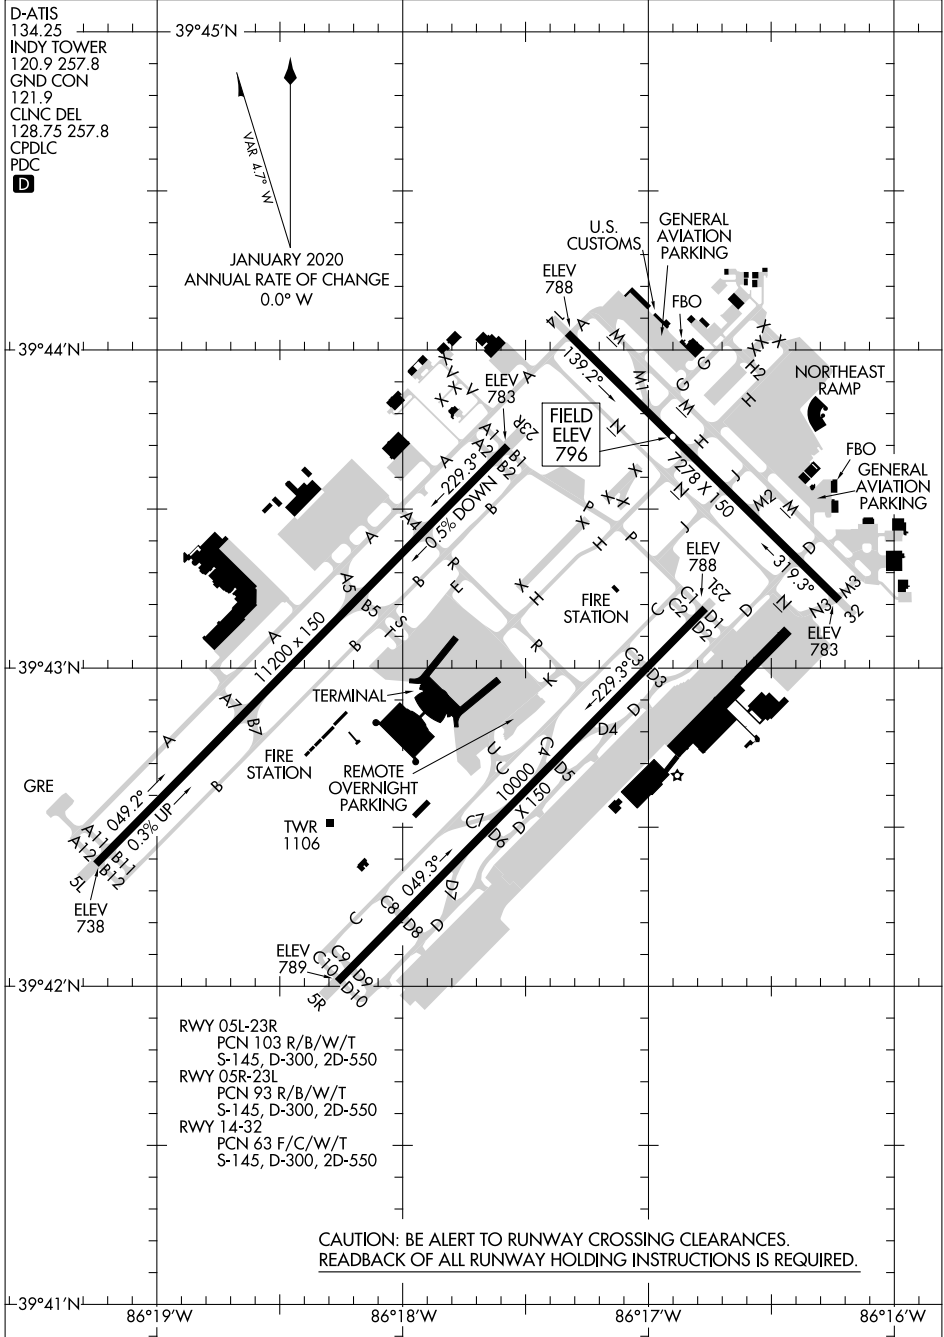 D-ATIS
134.25
INDY TOWER
120.9 257.8
GND CON
121.9
CLNC DEL
128.75 257.8
CPDLC
PDC
D
39°45'N
VAR 4.7° W
JANUARY 2020
ANNUAL RATE OF CHANGE
0.0° W
U.S.
CUSTOMS
GENERAL
AVIATION
PARKING
ELEV
788
FBO
14
A
M
X
X
X
X
39°44'N
139.2°
M1
G
G
H2
H
NORTHEAST
RAMP
X
V
V
X
X
ELEV
783
A
23R
FIELD
ELEV
796
N
M
H
7278 X 150
J
M2
M
FBO
GENERAL
AVIATION
PARKING
A1
A2
B1
B2
A
229.3°
0.5% DOWN
B
A4
A
X
X
X
P
X
H
P
N
J
D
319.3°
ELEV
788
23L
A5
B5
B
R
E
S
T
X
H
FIRE
STATION
C
C2
C1
D1
D2
D
N
N3
M3
32
ELEV
783
A
11200 x 150
B
39°43'N
TERMINAL
R
K
C3
D3
229.3°
D
D4
A7
B7
A
FIRE
STATION
REMOTE
OVERNIGHT
PARKING
U
C
C4
D5
10000
X 150
GRE
049.2°
0.3% UP
B
TWR
1106
C7
D6
D
A11
A12
B11
B12
5L
ELEV
738
049.3°
D7
C8
D8
D
C
ELEV
789
C9
C10
D9
D10
5R
39°42'N
RWY 05L-23R
PCN 103 R/B/W/T
S-145, D-300, 2D-550
RWY 05R-23L
PCN 93 R/B/W/T
S-145, D-300, 2D-550
RWY 14-32
PCN 63 F/C/W/T
S-145, D-300, 2D-550
CAUTION: BE ALERT TO RUNWAY CROSSING CLEARANCES.
READBACK OF ALL RUNWAY HOLDING INSTRUCTIONS IS REQUIRED.
39°41'N
86°19'W
86°18'W
86°17'W
86°16'W